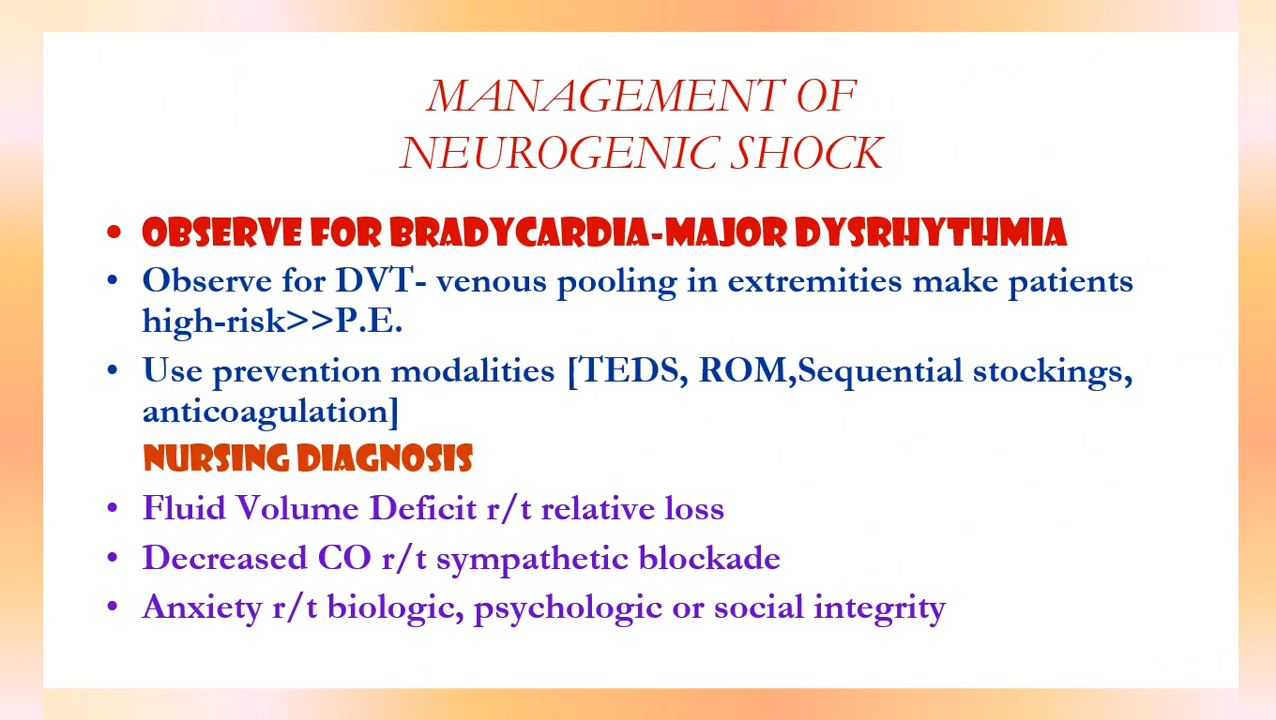 MANAGEMENT OF
NEUROGENIC SHOCK
• OBSERVE FOR BRADYCARDIA-MAJOR DYSRHYTHMIA
• Observe for DVT- venous pooling in extremities make patients
high-risk>>P.E.
• Use prevention modalities [TEDS, ROM,Sequential stockings,
anticoagulation]
NURSING DIAGNOSIS
• Fluid Volume Deficit r/t relative loss
• Decreased CO r/t sympathetic blockade
• Anxiety r/t biologic, psychologic or social integrity